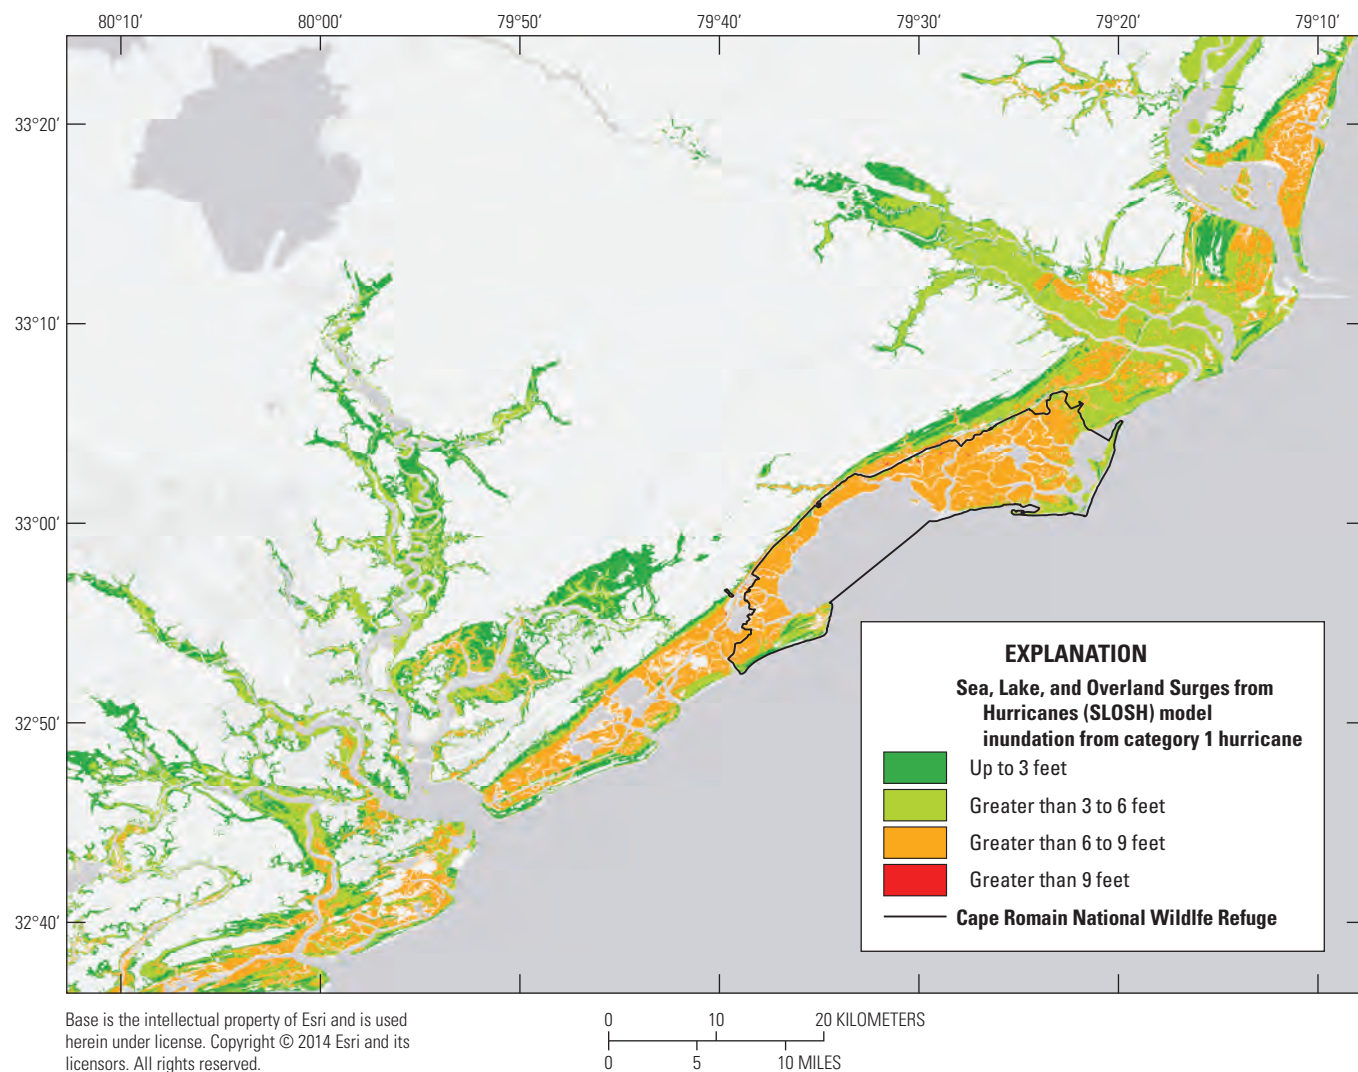 80°10′ 80°00′ 79°50′ 79°40′ 79°30′ 79°20′ 79°10′
33°20′
33°10′
33°00′
32°50′
32°40′
EXPLANATION
Sea, Lake, and Overland Surges from
Hurricanes (SLOSH) model
inundation from category 1 hurricane
Up to 3 feet
Greater than 3 to 6 feet
Greater than 6 to 9 feet
Greater than 9 feet
Cape Romain National Wildlfe Refuge
Base is the intellectual property of Esri and is used
herein under license. Copyright © 2014 Esri and its
licensors. All rights reserved.
0 10 20 KILOMETERS
0 5 10 MILES